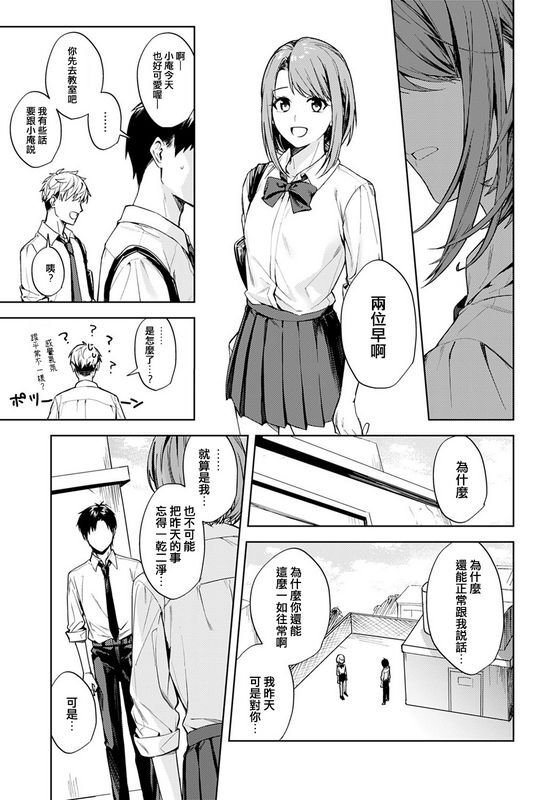 兩位早啊
啊─
小庵今天
也好可愛喔─
……
你先去教室吧
我有些話
要跟小庵說
咦？
是怎麼了…？
感覺氣氛
跟平常不一樣？
？？？？
ポツーン
為什麼
為什麼
還能正常跟我說話…
為什麼你還能
這麼一如往常啊
我昨天
可是對你…
……
就算是我…
也不可能
把昨天的事
忘得一乾二淨…
可是…